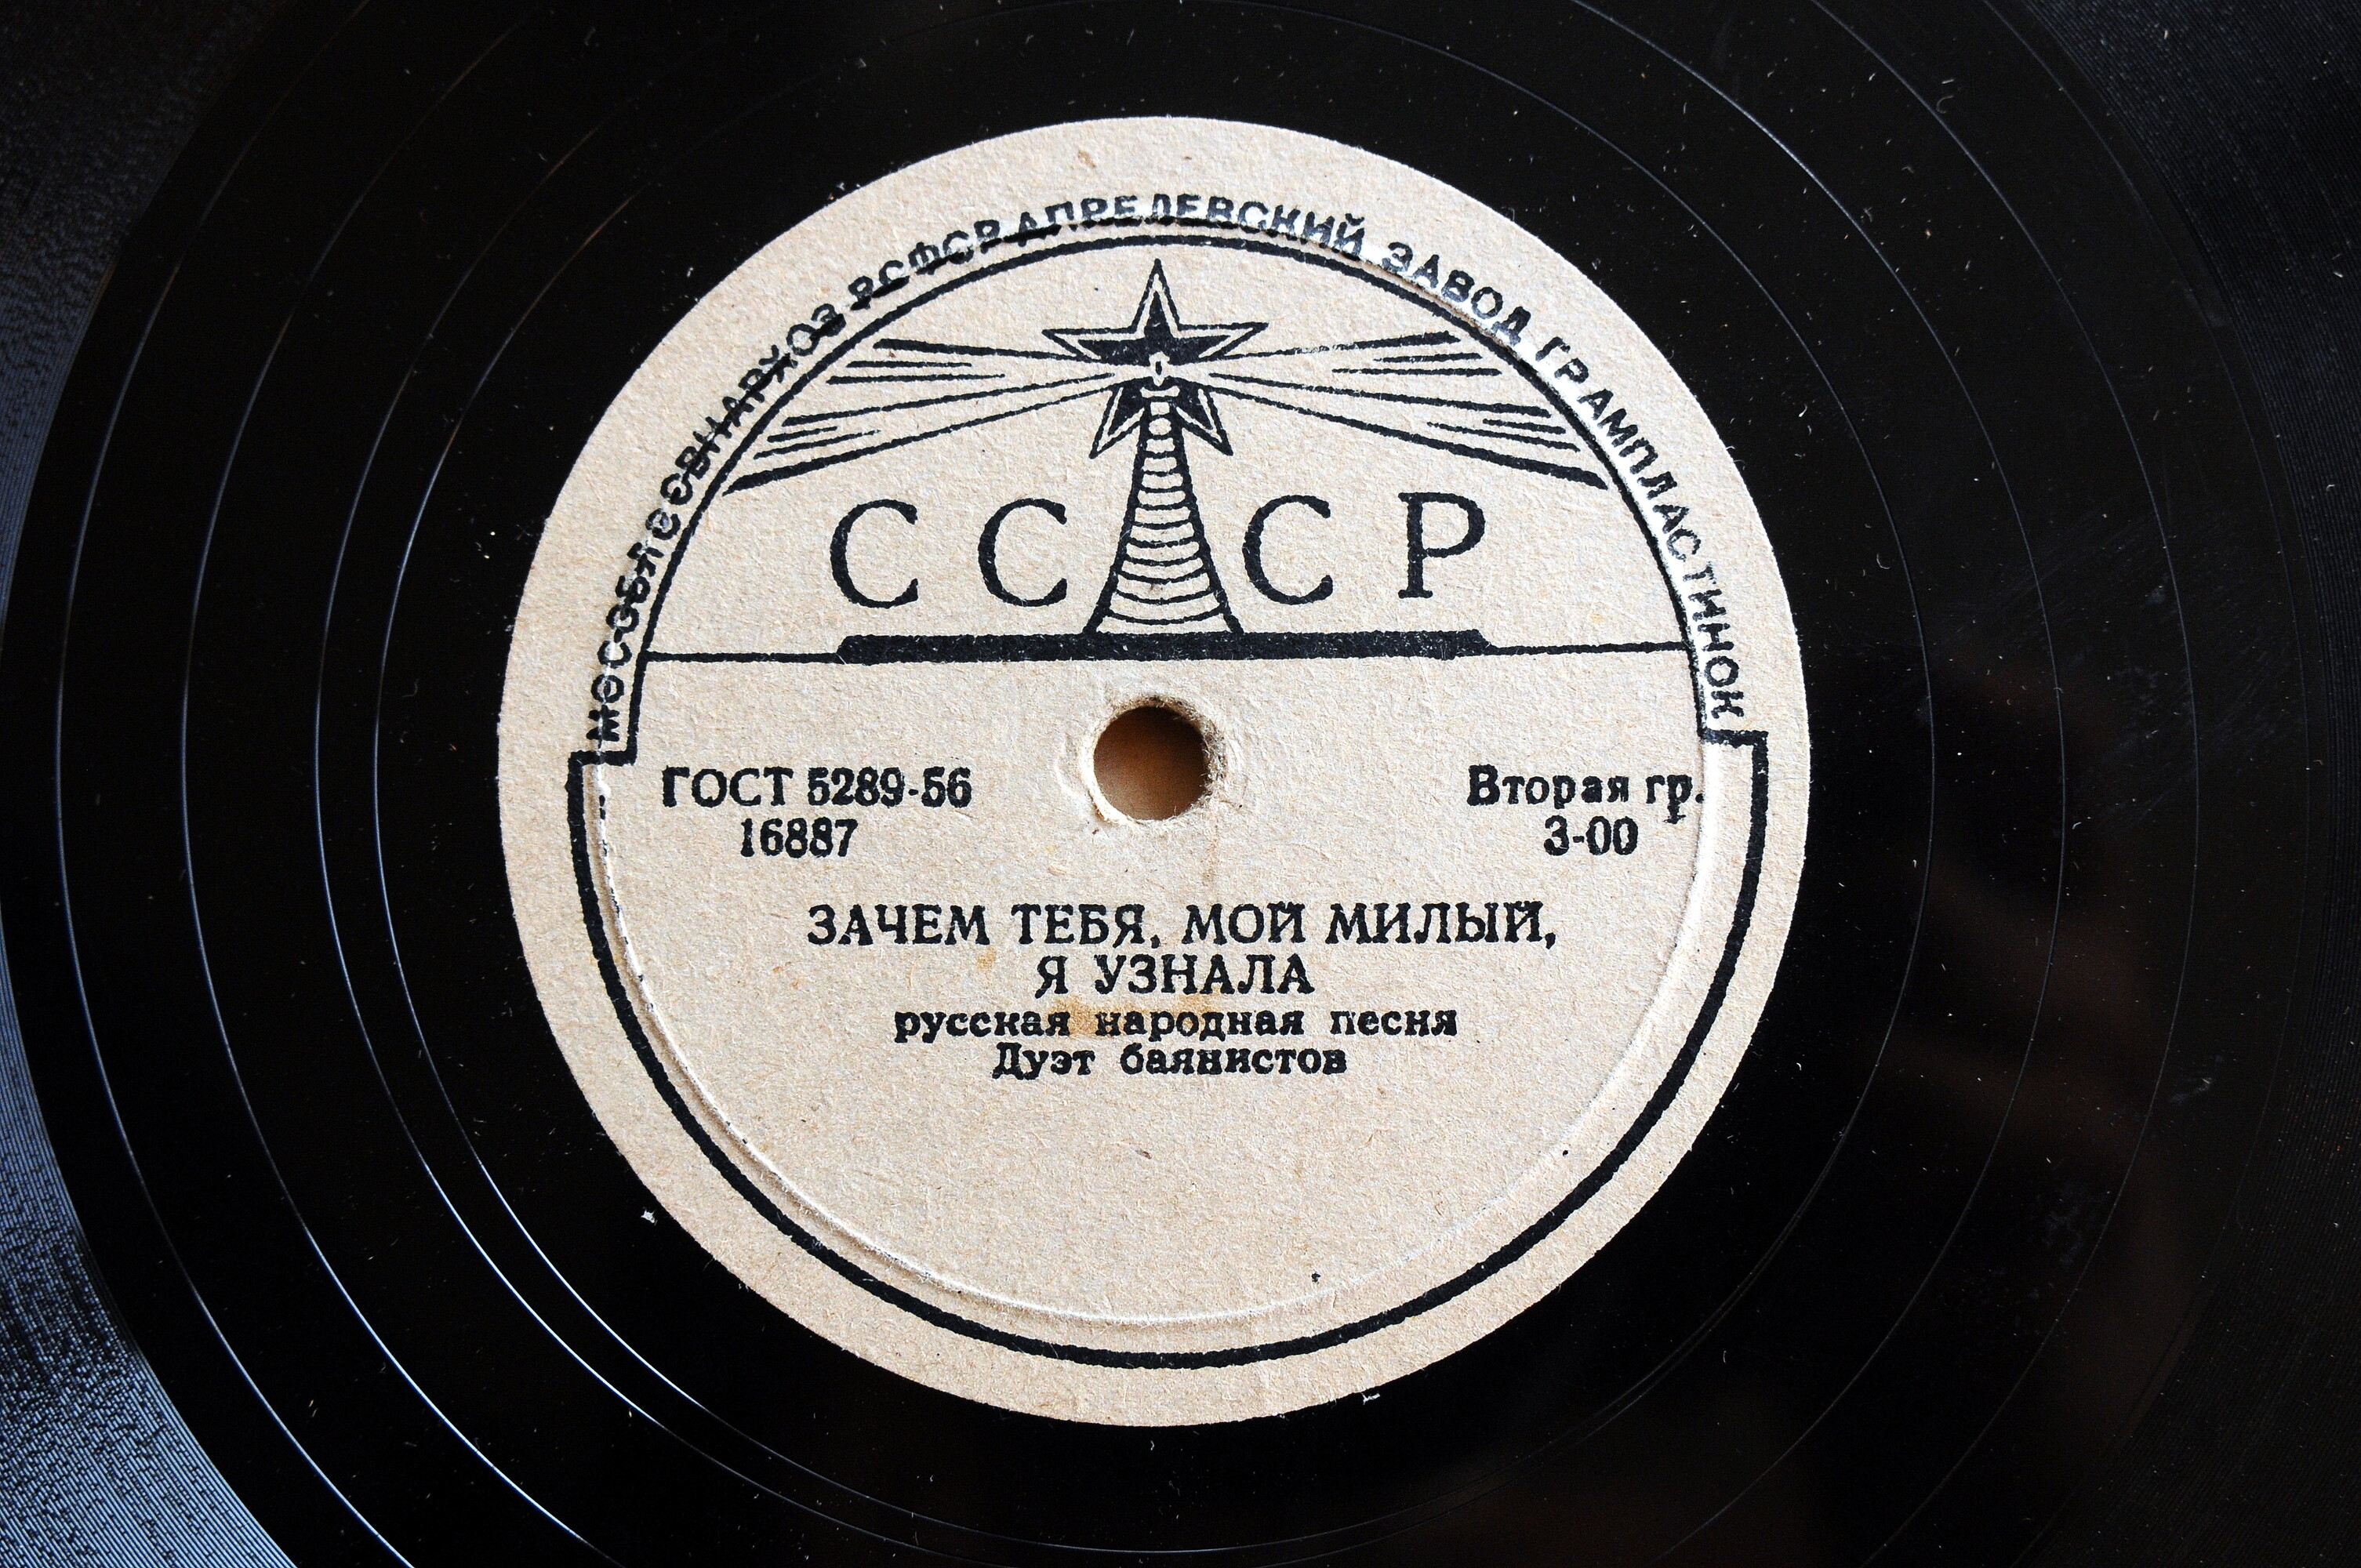 МОСОБЛСОВНАРХОЗ РСФСР АПРЕЛЕВСКИЙ ЗАВОД ГРАМПЛАСТИНОК
СССР
ГОСТ 5289-56
16887
Вторая гр.
3-00
ЗАЧЕМ ТЕБЯ, МОЙ МИЛЫЙ,
Я УЗНАЛА
русская народная песня
Дуэт баянистов